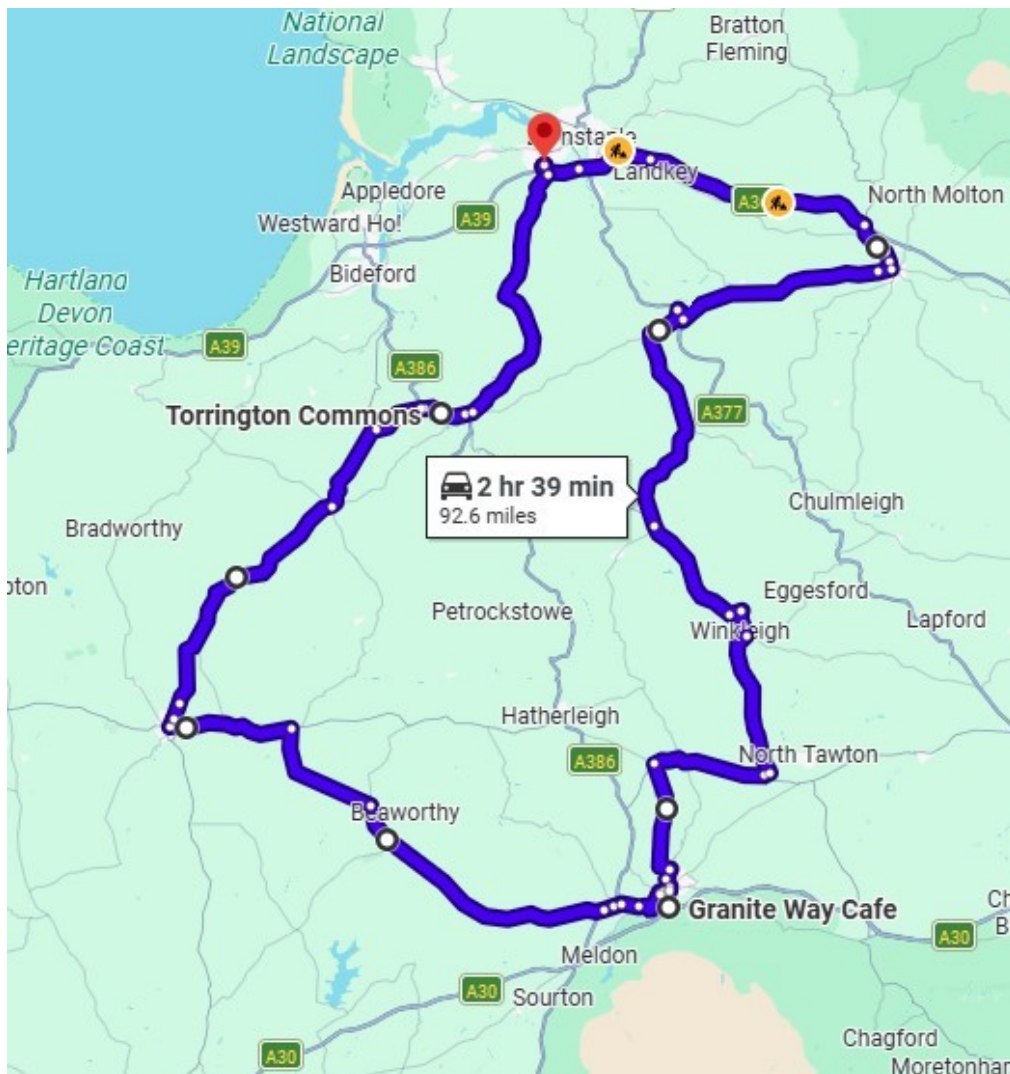 National
Landscape
Bratton
Fleming
Landkey
Appledore
A39
North Molton
Westward Ho!
Bideford
Hartland
Devon
eritage Coast
A39
A386
Torrington Commons
A377
2 hr 39 min
92.6 miles
Chulmleigh
Bradworthy
Eggesford
Petrockstowe
Winkleigh
Lapford
Hatherleigh
A386
North Tawton
Beaworthy
Granite Way Cafe
A30
Meldon
A30
Sourton
A30
Chagford
Moretonham